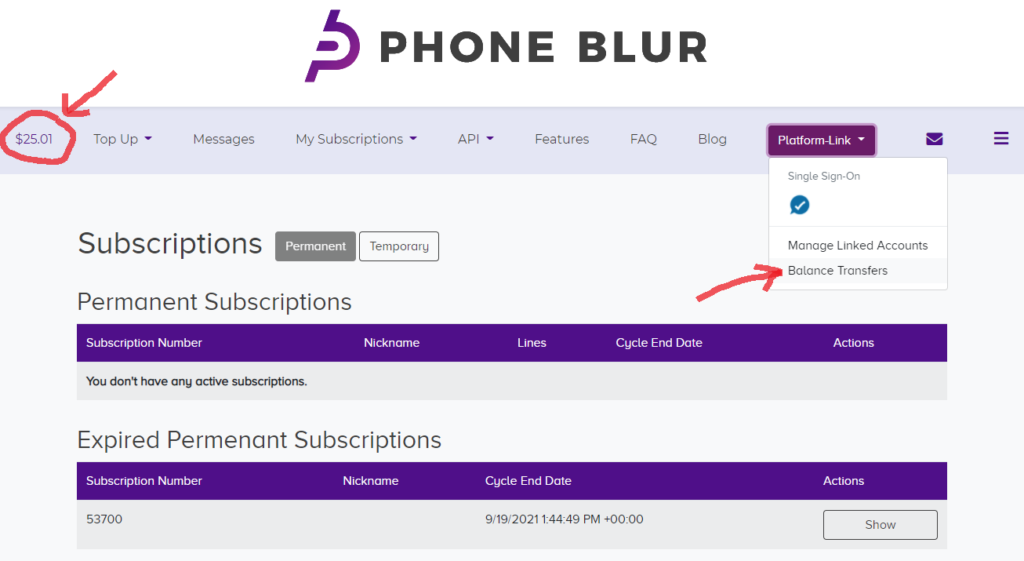 PHONE BLUR
$25.01 Top Up Messages My Subscriptions API Features FAQ Blog Platform-Link
Single Sign-On
Manage Linked Accounts
Balance Transfers
Subscriptions Permanent Temporary
Permanent Subscriptions
Subscription Number Nickname Lines Cycle End Date Actions
You don't have any active subscriptions.
Expired Permenant Subscriptions
Subscription Number Nickname Cycle End Date Actions
53700 9/19/2021 1:44:49 PM +00:00 Show